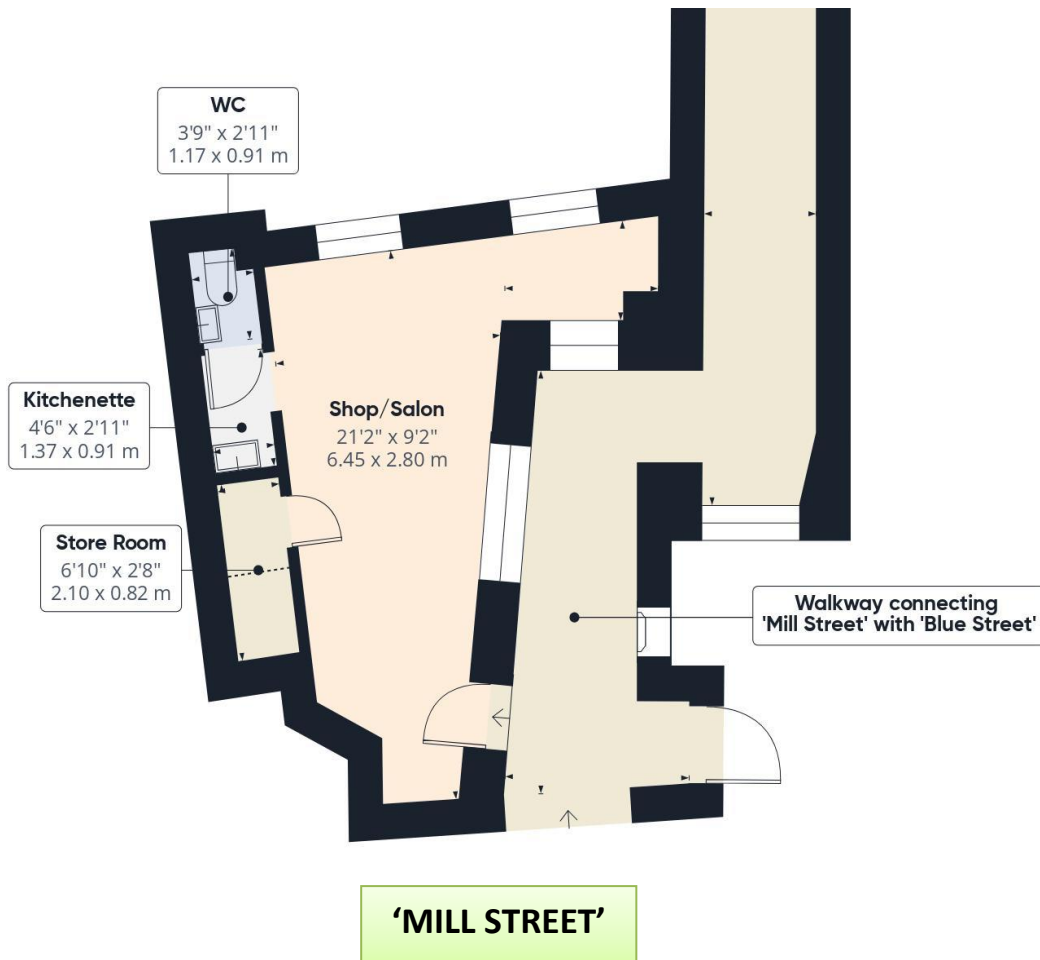 WC
3'9" x 2'11"
1.17 x 0.91 m
Kitchenette
4'6" x 2'11"
1.37 x 0.91 m
Shop/Salon
21'2" x 9'2"
6.45 x 2.80 m
Store Room
6'10" x 2'8"
2.10 x 0.82 m
Walkway connecting
'Mill Street' with 'Blue Street'
‘MILL STREET’